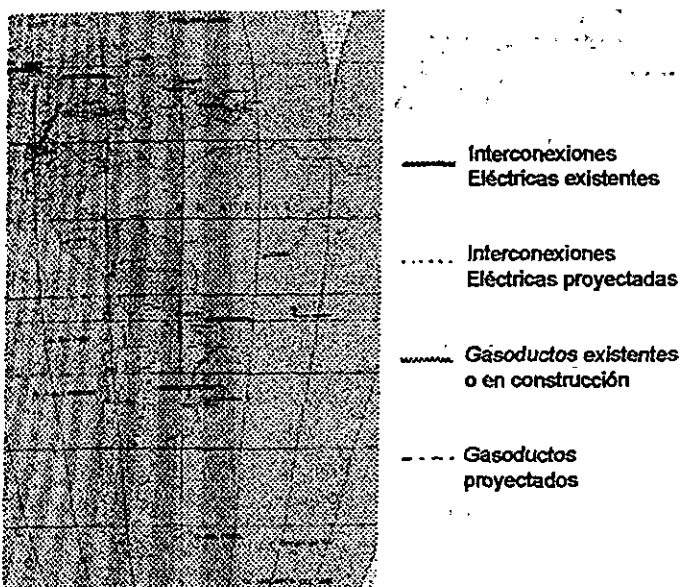 Interconexiones
Eléctricas existentes
Interconexiones
Eléctricas proyectadas
Gasoductos existentes
o en construcción
Gasoductos
proyectados